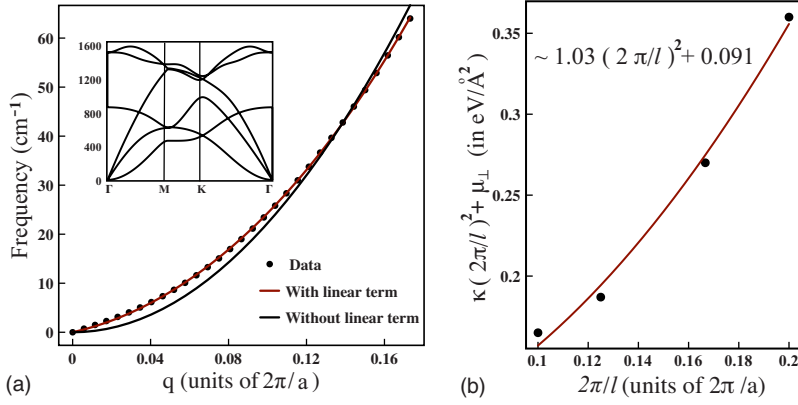 (a)
Frequency (cm⁻¹)
60
50
40
30
20
10
0
1600
1200
800
400
0
Γ
M
K
Γ
Data
With linear term
Without linear term
0
0.04
0.08
0.12
0.16
q (units of 2π/a)
(b)
κ(2π/l)² + μ⊥ (in eV/Å²)
~ 1.03 (2 π/l)² + 0.091
0.35
0.3
0.25
0.2
0.1
0.12
0.14
0.16
0.18
0.2
2π/l (units of 2π/a)